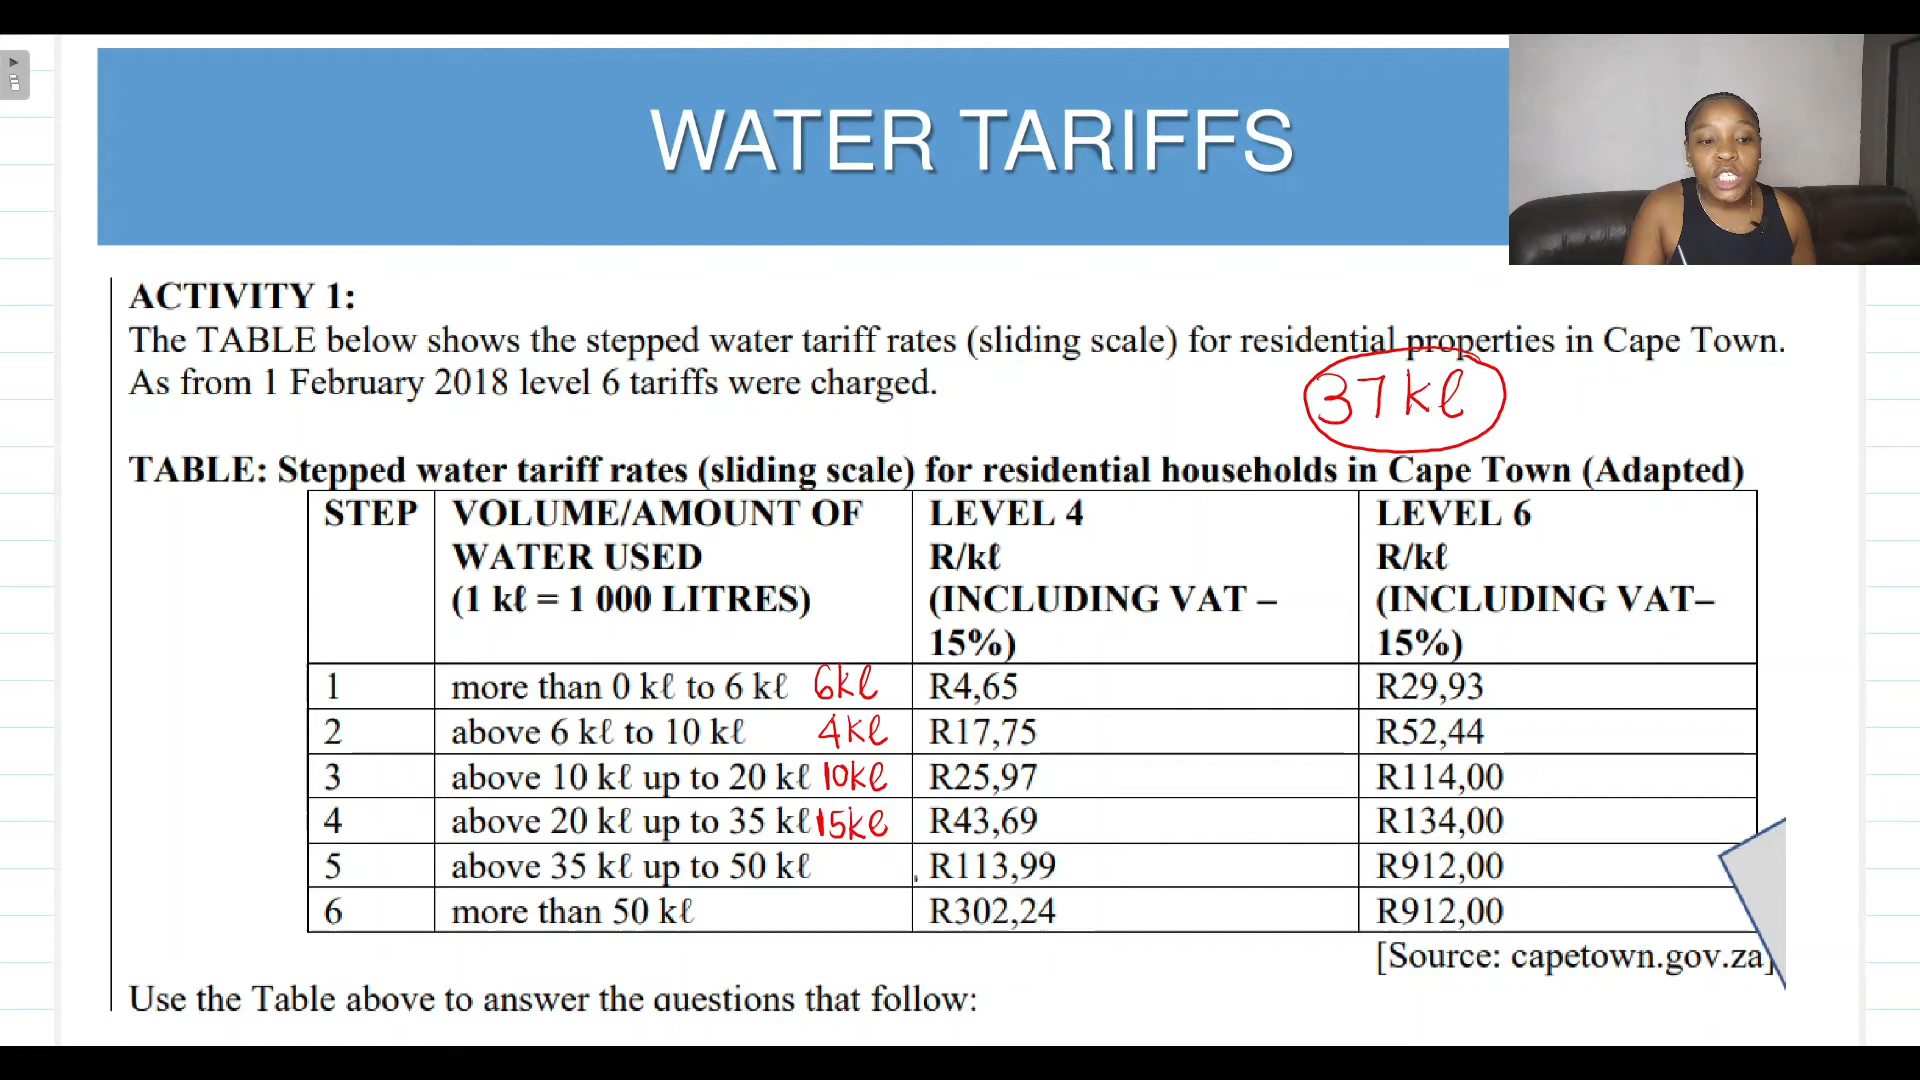 WATER TARIFFS
ACTIVITY 1:
The TABLE below shows the stepped water tariff rates (sliding scale) for residential properties in Cape Town.
As from 1 February 2018 level 6 tariffs were charged.
37kℓ
TABLE: Stepped water tariff rates (sliding scale) for residential households in Cape Town (Adapted)
STEP VOLUME/AMOUNT OF LEVEL 4 LEVEL 6
WATER USED R/kℓ R/kℓ
(1 kℓ = 1 000 LITRES) (INCLUDING VAT – (INCLUDING VAT–
15%) 15%)
1 more than 0 kℓ to 6 kℓ 6kℓ R4,65 R29,93
2 above 6 kℓ to 10 kℓ 4kℓ R17,75 R52,44
3 above 10 kℓ up to 20 kℓ 10kℓ R25,97 R114,00
4 above 20 kℓ up to 35 kℓ 15kℓ R43,69 R134,00
5 above 35 kℓ up to 50 kℓ R113,99 R912,00
6 more than 50 kℓ R302,24 R912,00
[Source: capetown.gov.za]
Use the Table above to answer the questions that follow: